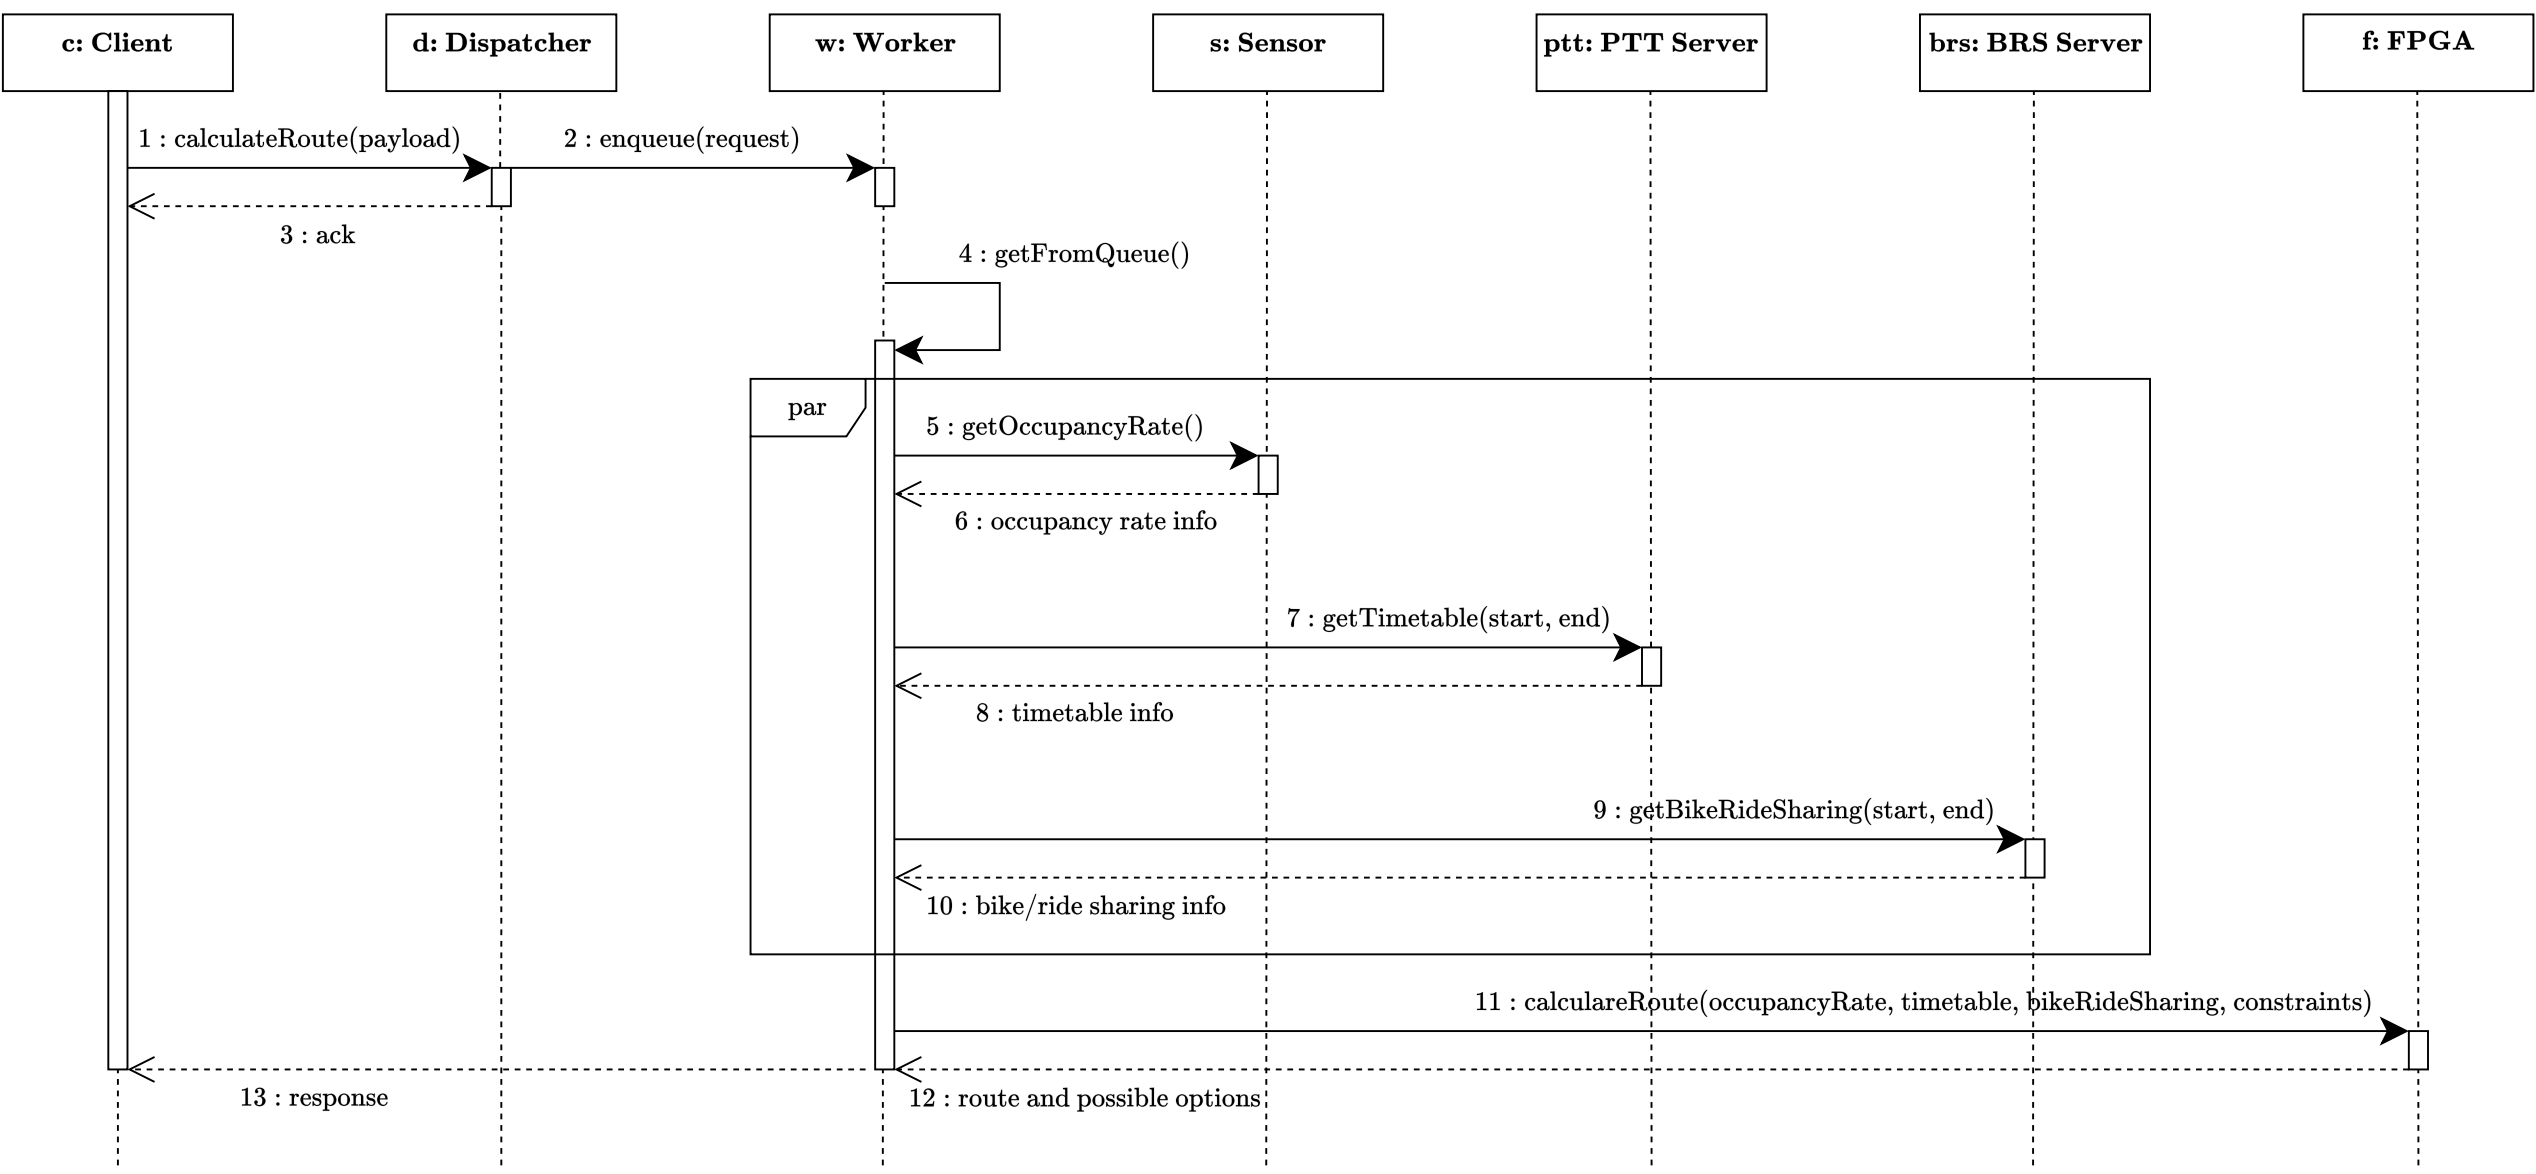 c: Client
d: Dispatcher
w: Worker
s: Sensor
ptt: PTT Server
brs: BRS Server
f: FPGA
1 : calculateRoute(payload)
2 : enqueue(request)
3 : ack
4 : getFromQueue()
par
5 : getOccupancyRate()
6 : occupancy rate info
7 : getTimetable(start, end)
8 : timetable info
9 : getBikeRideSharing(start, end)
10 : bike/ride sharing info
11 : calculareRoute(occupancyRate, timetable, bikeRideSharing, constraints)
13 : response
12 : route and possible options